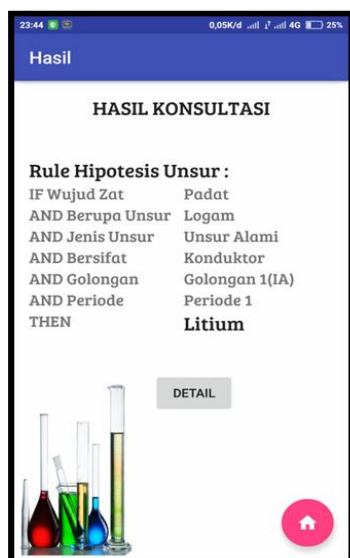 23:44 0,05K/d 4G 25%
Hasil
HASIL KONSULTASI
Rule Hipotesis Unsur :
IF Wujud Zat Padat
AND Berupa Unsur Logam
AND Jenis Unsur Unsur Alami
AND Bersifat Konduktor
AND Golongan Golongan 1(IA)
AND Periode Periode 1
THEN Litium
DETAIL